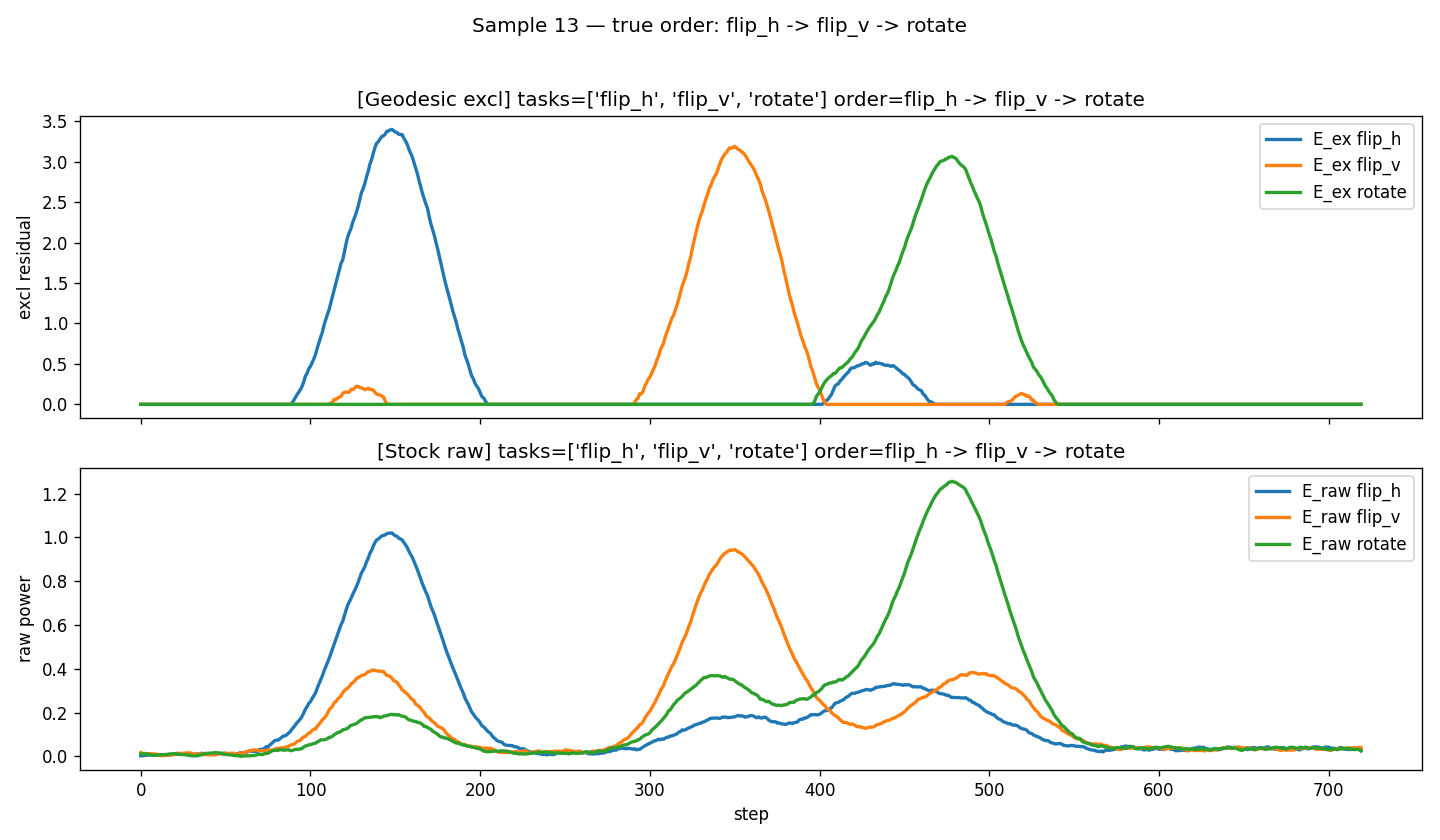 Sample 13 — true order: flip_h -> flip_v -> rotate
[Geodesic excl] tasks=['flip_h', 'flip_v', 'rotate'] order=flip_h -> flip_v -> rotate
3.5
3.0
2.5
2.0
1.5
1.0
0.5
0.0
excl residual
E_ex flip_h
E_ex flip_v
E_ex rotate
[Stock raw] tasks=['flip_h', 'flip_v', 'rotate'] order=flip_h -> flip_v -> rotate
1.2
1.0
0.8
0.6
0.4
0.2
0.0
raw power
E_raw flip_h
E_raw flip_v
E_raw rotate
0 100 200 300 400 500 600 700
step